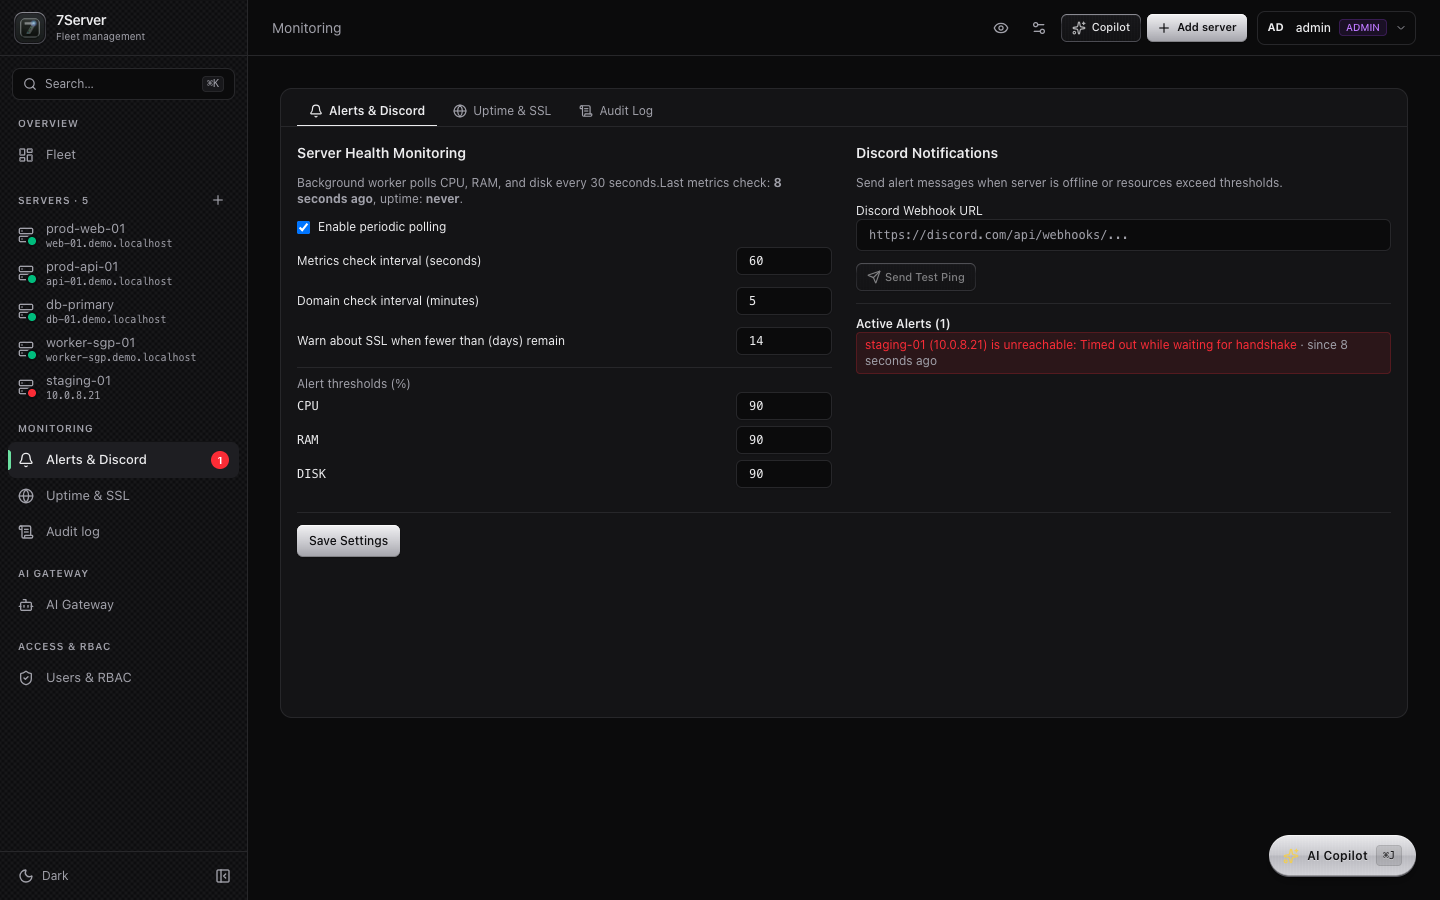 7Server
Fleet management
Search...
⌘K
OVERVIEW
Fleet
SERVERS · 5
prod-web-01
web-01.demo.localhost
prod-api-01
api-01.demo.localhost
db-primary
db-01.demo.localhost
worker-sgp-01
worker-sgp.demo.localhost
staging-01
10.0.8.21
MONITORING
Alerts & Discord
1
Uptime & SSL
Audit log
AI GATEWAY
AI Gateway
ACCESS & RBAC
Users & RBAC
Dark
Monitoring
Copilot
Add server
AD admin ADMIN
Alerts & Discord
Uptime & SSL
Audit Log
Server Health Monitoring
Background worker polls CPU, RAM, and disk every 30 seconds.Last metrics check: 8
seconds ago, uptime: never.
Enable periodic polling
Metrics check interval (seconds)
60
Domain check interval (minutes)
5
Warn about SSL when fewer than (days) remain
14
Alert thresholds (%)
CPU
90
RAM
90
DISK
90
Save Settings
Discord Notifications
Send alert messages when server is offline or resources exceed thresholds.
Discord Webhook URL
https://discord.com/api/webhooks/...
Send Test Ping
Active Alerts (1)
staging-01 (10.0.8.21) is unreachable: Timed out while waiting for handshake · since 8
seconds ago
AI Copilot
⌘J